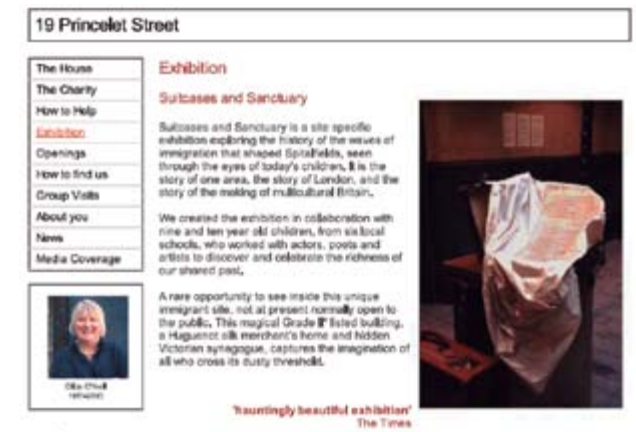 19 Princelet Street
The House
The Charity
How to Help
Exhibition
Openings
How to find us
Group Visits
About you
News
Media Coverage
Exhibition
Suitcases and Sanctuary
Suitcases and Sanctuary is a site specific
exhibition exploring the history of the waves of
immigration that shaped Spitalfields, seen
through the eyes of today's children. It is the
story of one area, the story of London, and the
story of the making of multicultural Britain.
We created the exhibition in collaboration with
nine and ten year old children, from six local
schools, who worked with actors, poets and
artists to discover and celebrate the richness of
our shared past.
A rare opportunity to see inside this unique
immigrant site, not at present normally open to
the public. This magical Grade II* listed building,
a Huguenot silk merchant's home and hidden
Victorian synagogue, captures the imagination of
all who cross its dusty threshold.
'hauntingly beautiful exhibition'
The Times